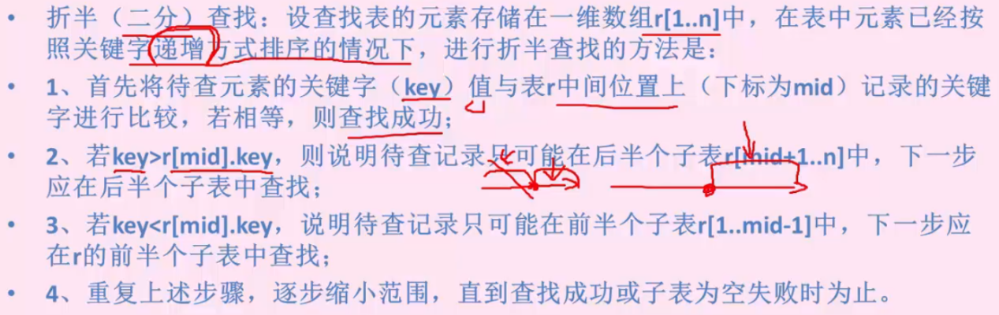 • 折半（二分）查找：设查找表的元素存储在一维数组r[1..n]中，在表中元素已经按
照关键字递增方式排序的情况下，进行折半查找的方法是：
• 1、首先将待查元素的关键字（key）值与表r中间位置上（下标为mid）记录的关键
字进行比较，若相等，则查找成功；
• 2、若key>r[mid].key，则说明待查记录只可能在后半个子表r[mid+1..n]中，下一步
应在后半个子表中查找；
• 3、若key<r[mid].key，说明待查记录只可能在前半个子表r[1..mid-1]中，下一步应
在r的前半个子表中查找；
• 4、重复上述步骤，逐步缩小范围，直到查找成功或子表为空失败时为止。